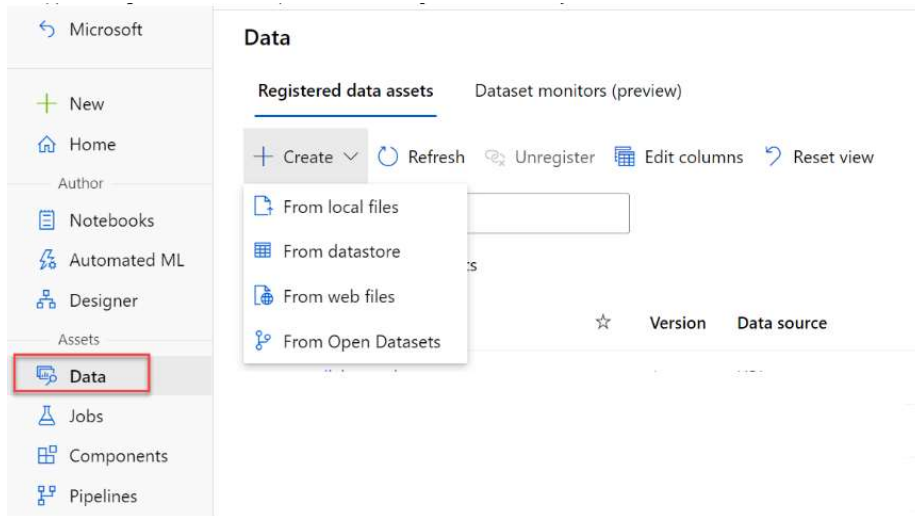 Microsoft
New
Home
Author
Notebooks
Automated ML
Designer
Assets
Data
Jobs
Components
Pipelines
Data
Registered data assets
Dataset monitors (preview)
Create
Refresh
Unregister
Edit columns
Reset view
From local files
From datastore
From web files
From Open Datasets
Version
Data source